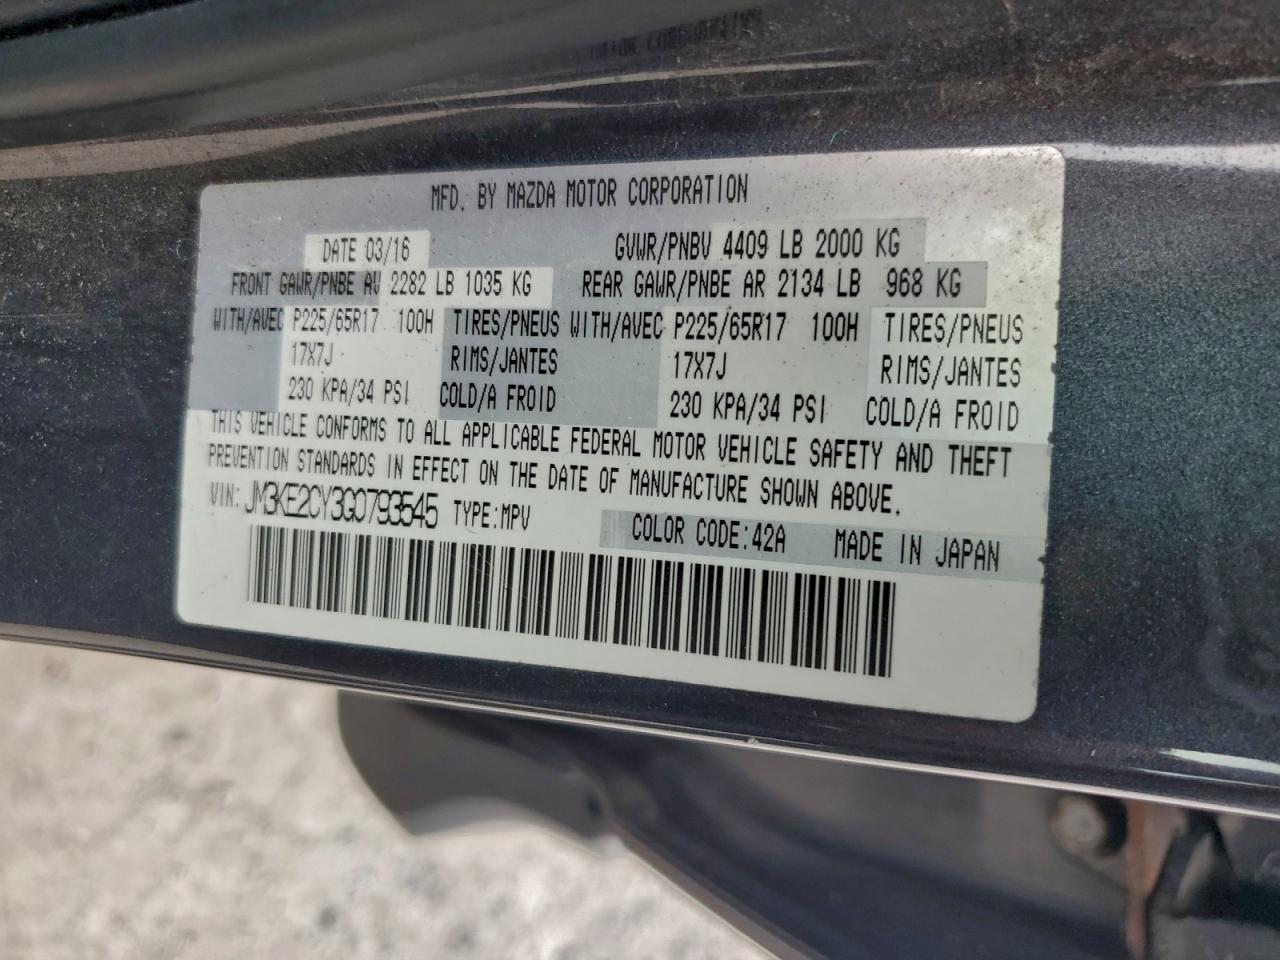 MFD. BY MAZDA MOTOR CORPORATION
DATE 03/16 GVWR/PNBV 4409 LB 2000 KG
FRONT GAWR/PNBE AV 2282 LB 1035 KG REAR GAWR/PNBE AR 2134 LB 968 KG
WITH/AVEC P225/65R17 100H TIRES/PNEUS WITH/AVEC P225/65R17 100H TIRES/PNEUS
17X7J RIMS/JANTES 17X7J RIMS/JANTES
230 KPA/34 PSI COLD/A FROID 230 KPA/34 PSI COLD/A FROID
THIS VEHICLE CONFORMS TO ALL APPLICABLE FEDERAL MOTOR VEHICLE SAFETY AND THEFT
PREVENTION STANDARDS IN EFFECT ON THE DATE OF MANUFACTURE SHOWN ABOVE.
VIN: JM3KE2CY3G0793545 TYPE:MPV COLOR CODE:42A MADE IN JAPAN